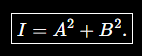 I = A² + B².